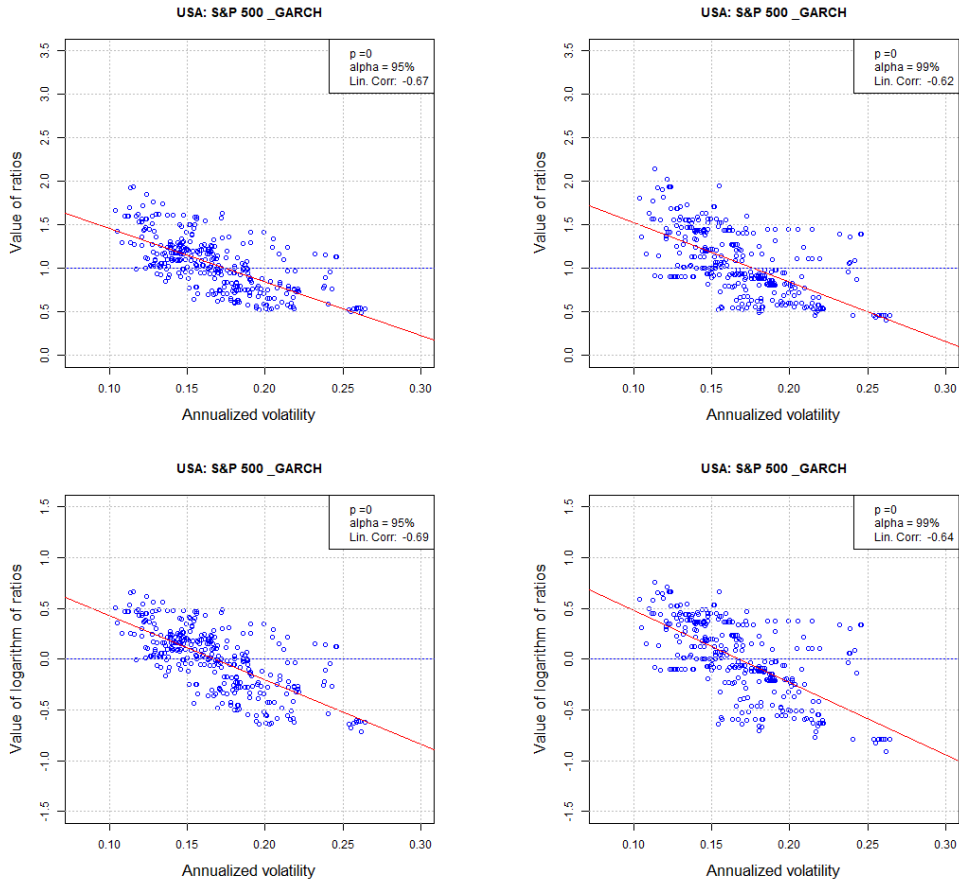 USA: S&P 500 _GARCH
p =0
alpha = 95%
Lin. Corr: -0.67
Value of ratios
3.5
3.0
2.5
2.0
1.5
1.0
0.5
0.0
0.10 0.15 0.20 0.25 0.30
Annualized volatility
USA: S&P 500 _GARCH
p =0
alpha = 99%
Lin. Corr: -0.62
Value of ratios
3.5
3.0
2.5
2.0
1.5
1.0
0.5
0.0
0.10 0.15 0.20 0.25 0.30
Annualized volatility
USA: S&P 500 _GARCH
p =0
alpha = 95%
Lin. Corr: -0.69
Value of logarithm of ratios
1.5
1.0
0.5
0.0
-0.5
-1.0
-1.5
0.10 0.15 0.20 0.25 0.30
Annualized volatility
USA: S&P 500 _GARCH
p =0
alpha = 99%
Lin. Corr: -0.64
Value of logarithm of ratios
1.5
1.0
0.5
0.0
-0.5
-1.0
-1.5
0.10 0.15 0.20 0.25 0.30
Annualized volatility